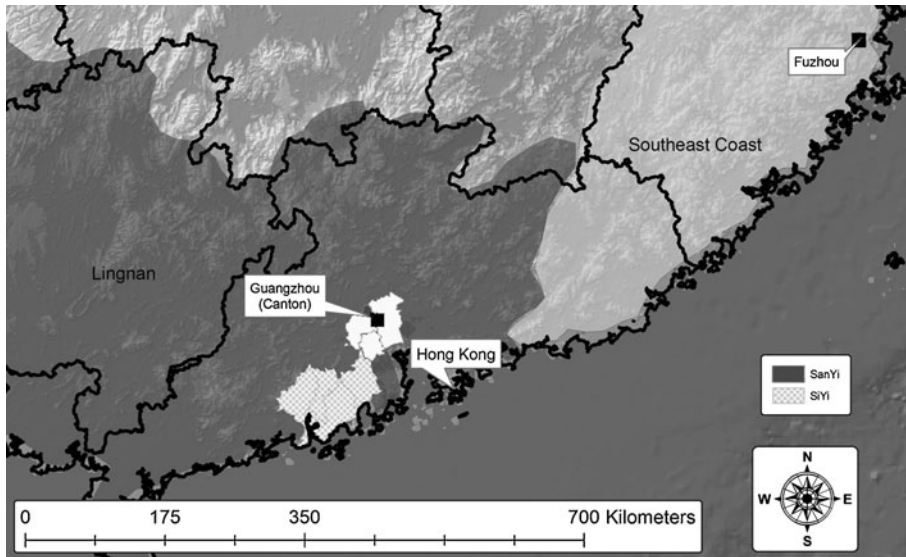 Fuzhou
Southeast Coast
Lingnan
Guangzhou
(Canton)
Hong Kong
SanYi
SiYi
N
W E
S
0 175 350 700 Kilometers